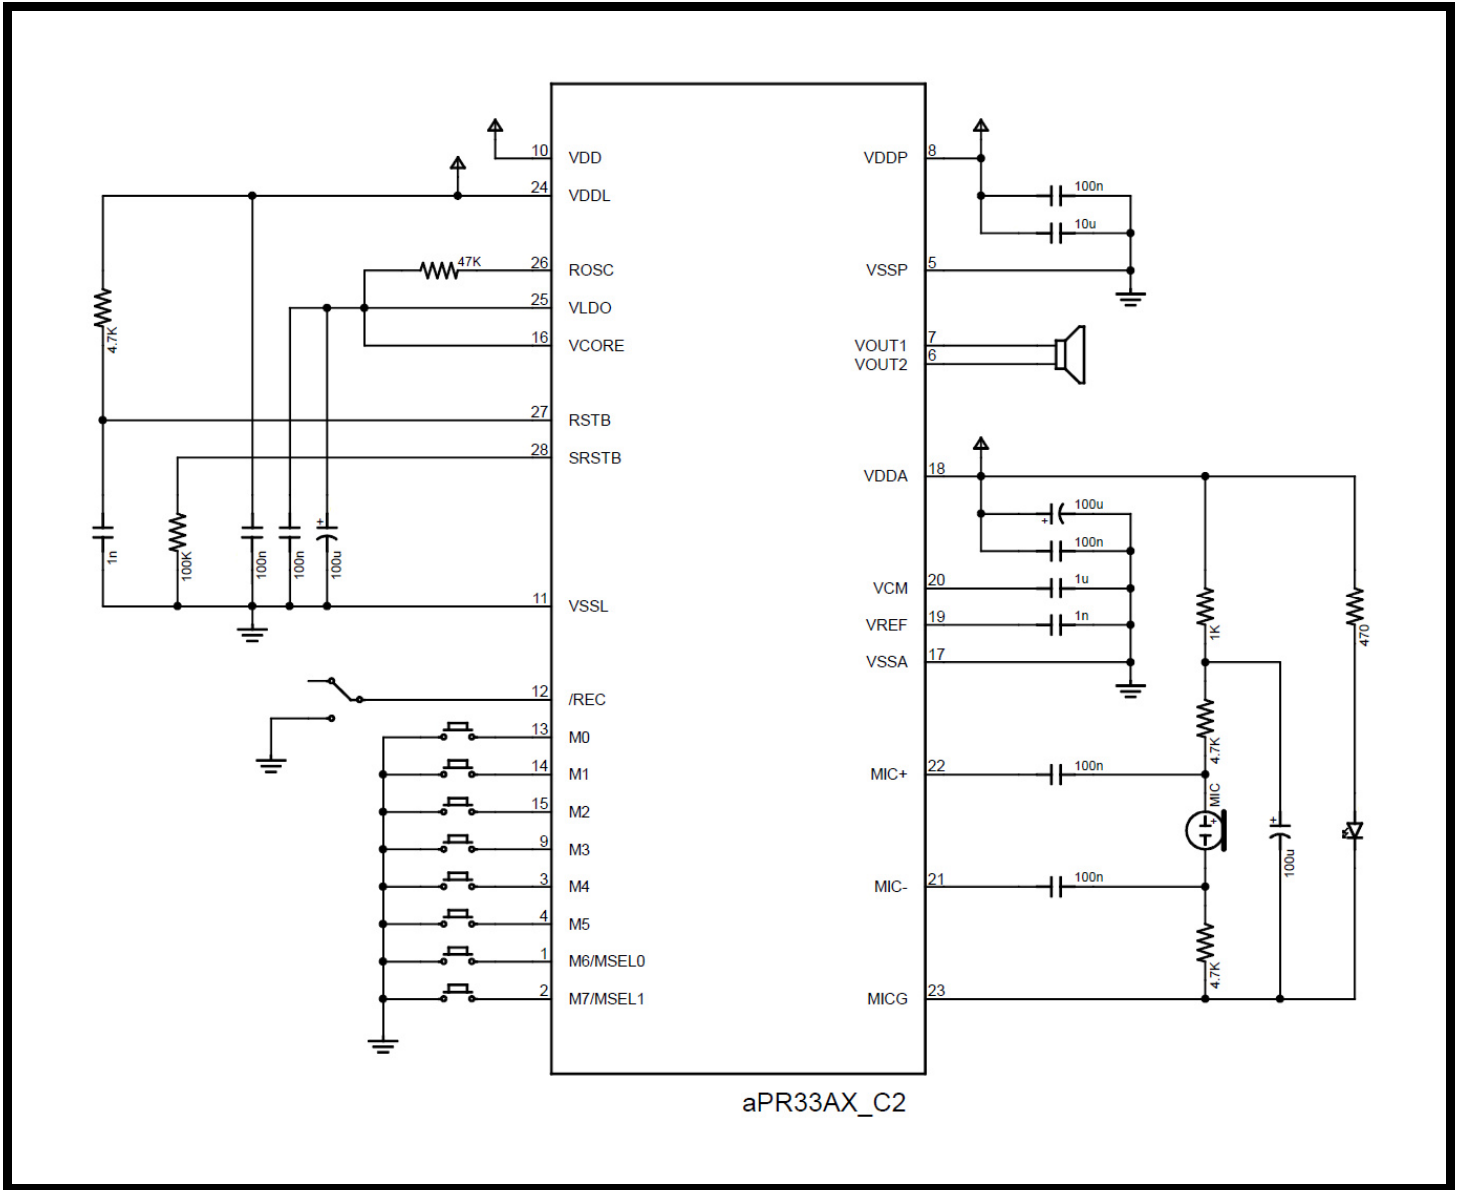 10 VDD
24 VDDL
47K 26 ROSC
25 VLDO
16 VCORE
4.7K
27 RSTB
28 SRSTB
1n
100K
100n
100n
+
100u
11 VSSL
12 /REC
13 M0
14 M1
15 M2
9 M3
3 M4
4 M5
1 M6/MSEL0
2 M7/MSEL1
VDDP 8
100n
10u
VSSP 5
VOUT1 7
VOUT2 6
VDDA 18
+ 100u
100n
VCM 20 1u
VREF 19 1n
VSSA 17
1K
470
4.7K
MIC+ 22 100n
MIC
+
+
100u
MIC- 21 100n
4.7K
MICG 23
aPR33AX_C2